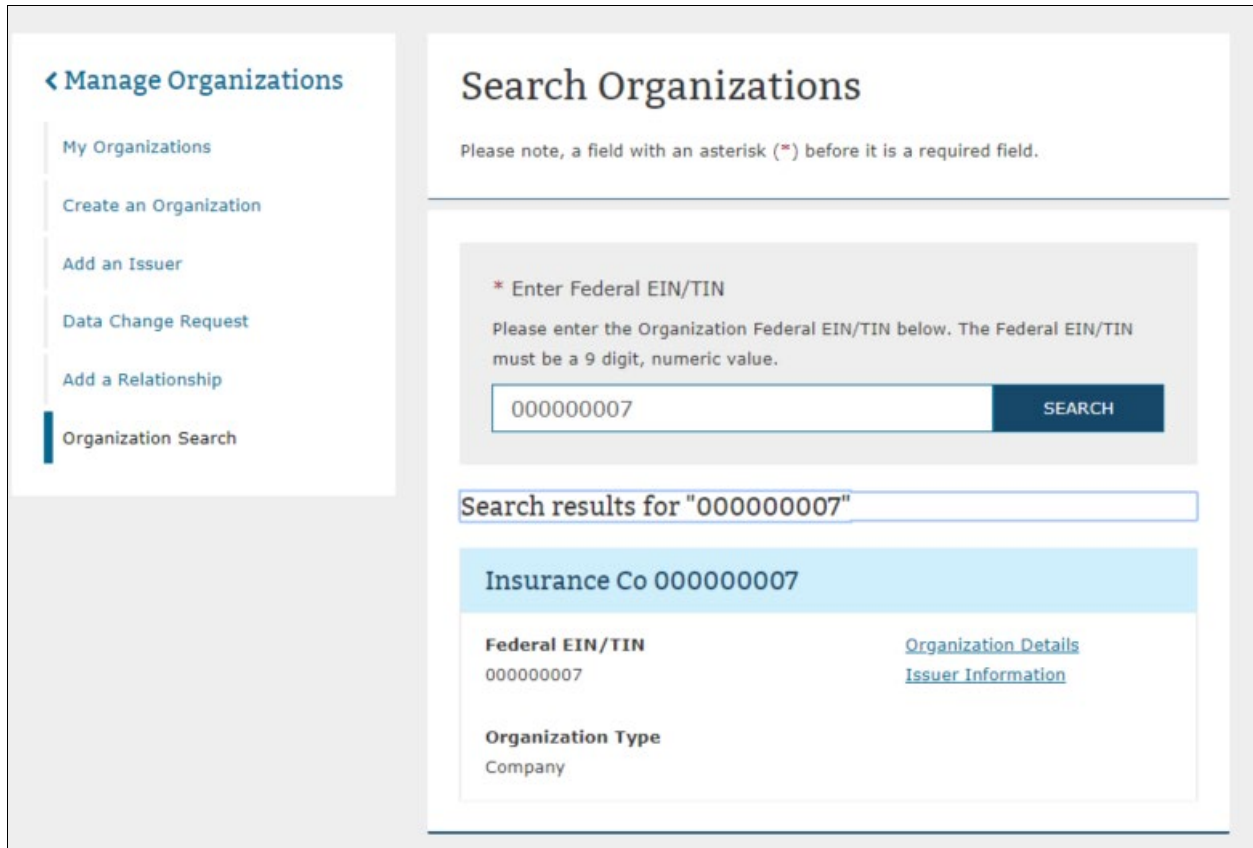 Manage Organizations
My Organizations
Create an Organization
Add an Issuer
Data Change Request
Add a Relationship
Organization Search
Search Organizations
Please note, a field with an asterisk (*) before it is a required field.
* Enter Federal EIN/TIN
Please enter the Organization Federal EIN/TIN below. The Federal EIN/TIN
must be a 9 digit, numeric value.
000000007
SEARCH
Search results for "000000007"
Insurance Co 000000007
Federal EIN/TIN
000000007
Organization Details
Issuer Information
Organization Type
Company